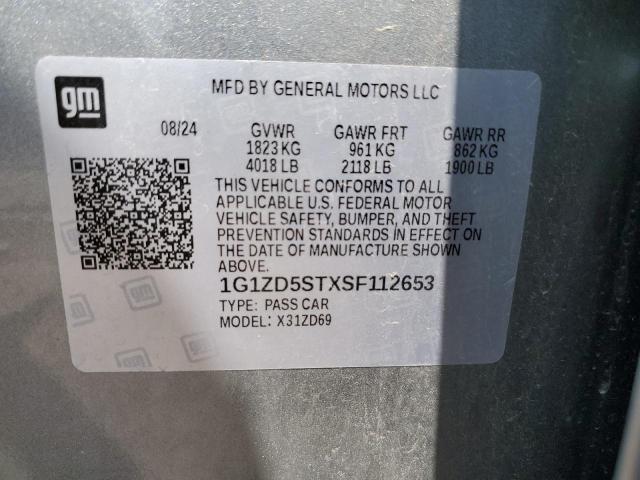 gm
MFD BY GENERAL MOTORS LLC
08/24 GVWR GAWR FRT GAWR RR
1823 KG 961 KG 862 KG
4018 LB 2118 LB 1900 LB
THIS VEHICLE CONFORMS TO ALL
APPLICABLE U.S. FEDERAL MOTOR
VEHICLE SAFETY, BUMPER, AND THEFT
PREVENTION STANDARDS IN EFFECT ON
THE DATE OF MANUFACTURE SHOWN
ABOVE.
1G1ZD5STXSF112653
TYPE: PASS CAR
MODEL: X31ZD69